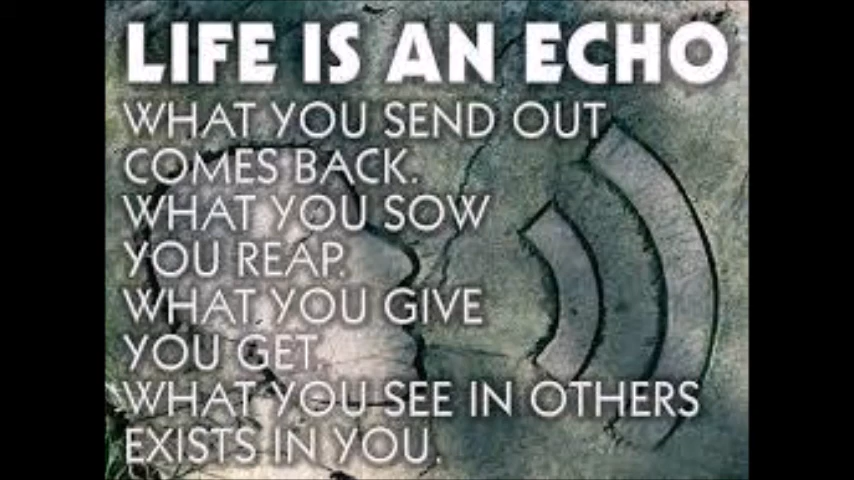 LIFE IS AN ECHO
WHAT YOU SEND OUT
COMES BACK.
WHAT YOU SOW
YOU REAP.
WHAT YOU GIVE
YOU GET.
WHAT YOU SEE IN OTHERS
EXISTS IN YOU.